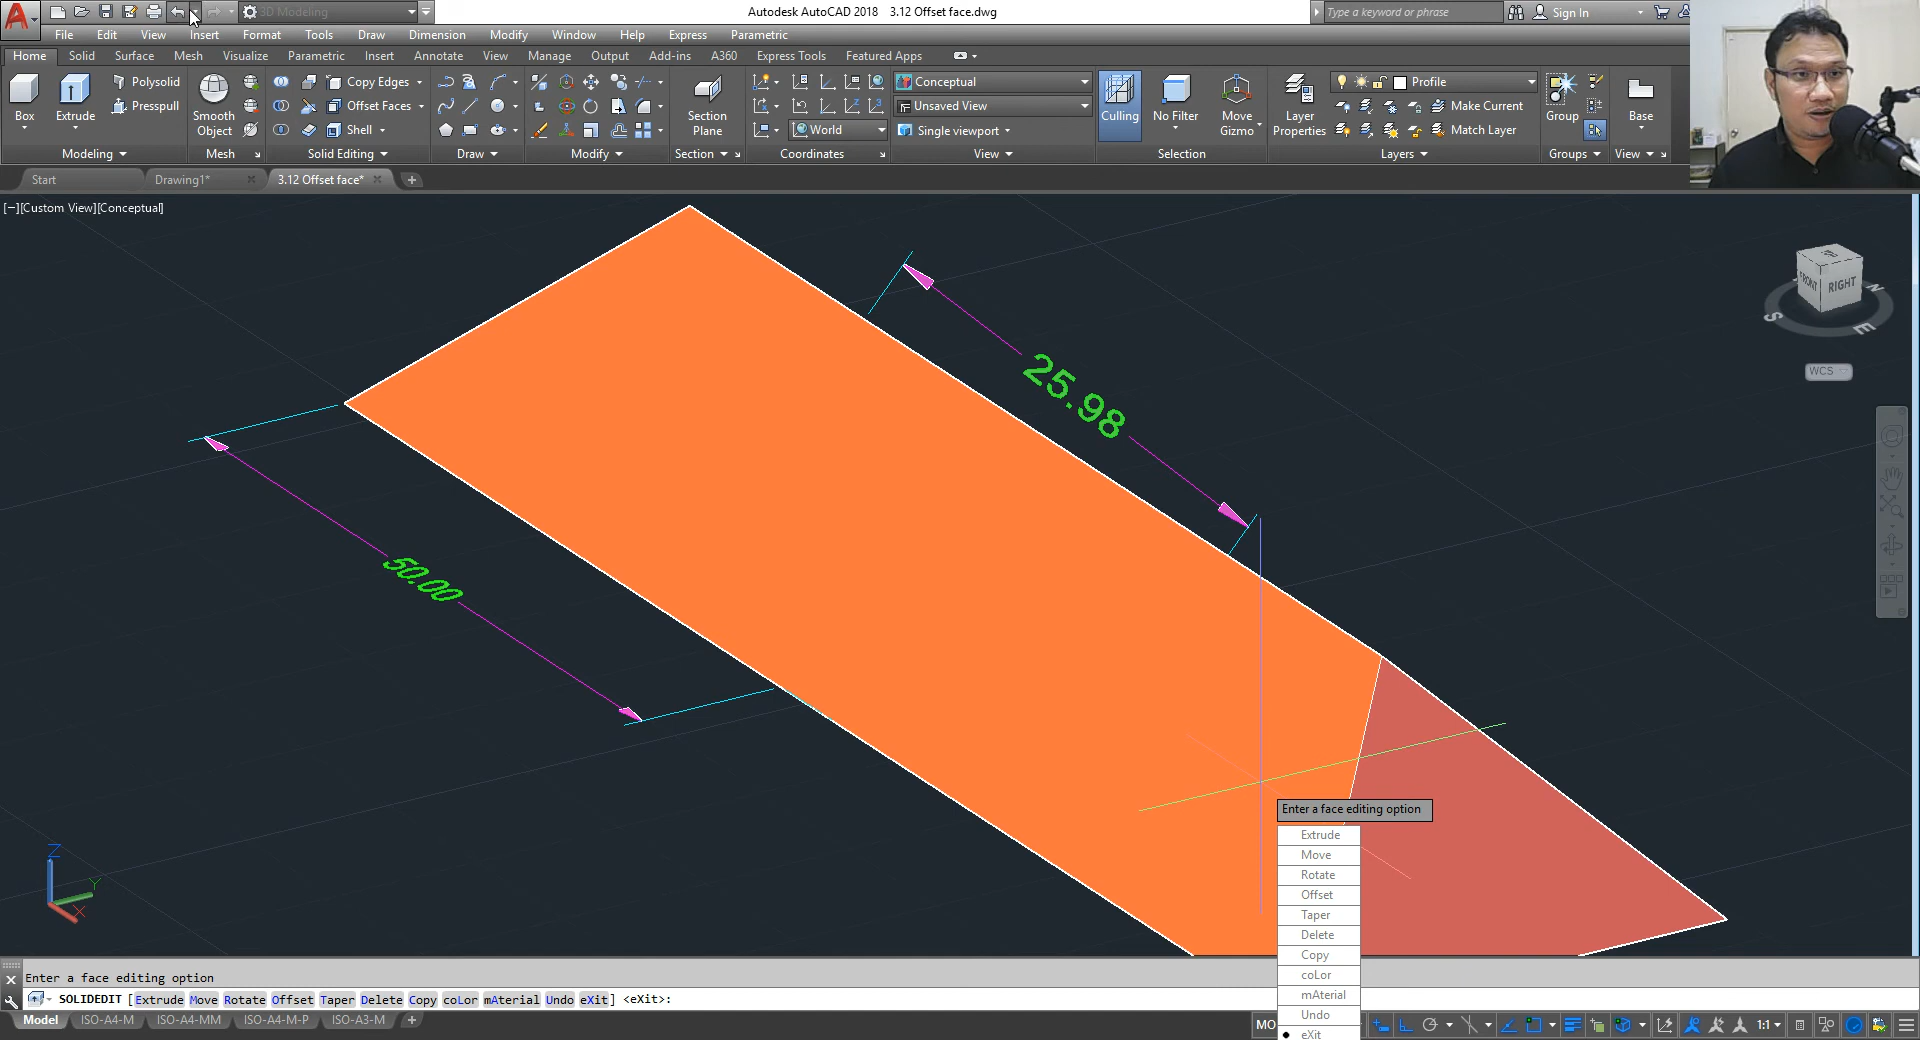 3D Modeling
Autodesk AutoCAD 2018 3.12 Offset face.dwg
Type a keyword or phrase
Sign In
File Edit View Insert Format Tools Draw Dimension Modify Window Help Express Parametric
Home Solid Surface Mesh Visualize Parametric Insert Annotate View Manage Output Add-ins A360 Express Tools Featured Apps
Box
Extrude
Polysolid
Presspull
Modeling
Smooth
Object
Mesh
Copy Edges
Offset Faces
Shell
Solid Editing
Draw
Modify
Section
Plane
Section
World
Coordinates
Conceptual
Unsaved View
Single viewport
View
Culling
No Filter
Move
Gizmo
Selection
Layer
Properties
Profile
Make Current
Match Layer
Layers
Group
Groups
Base
View
Start
Drawing1*
3.12 Offset face*
[−][Custom View][Conceptual]
25.98
50.00
FRONT
RIGHT
N
S
E
WCS
Z
Y
X
Enter a face editing option
Extrude
Move
Rotate
Offset
Taper
Delete
Copy
coLor
mAterial
Undo
eXit
Enter a face editing option
SOLIDEDIT [Extrude Move Rotate Offset Taper Delete Copy coLor mAterial Undo eXit] <eXit>:
Model ISO-A4-M ISO-A4-MM ISO-A4-M-P ISO-A3-M
1:1